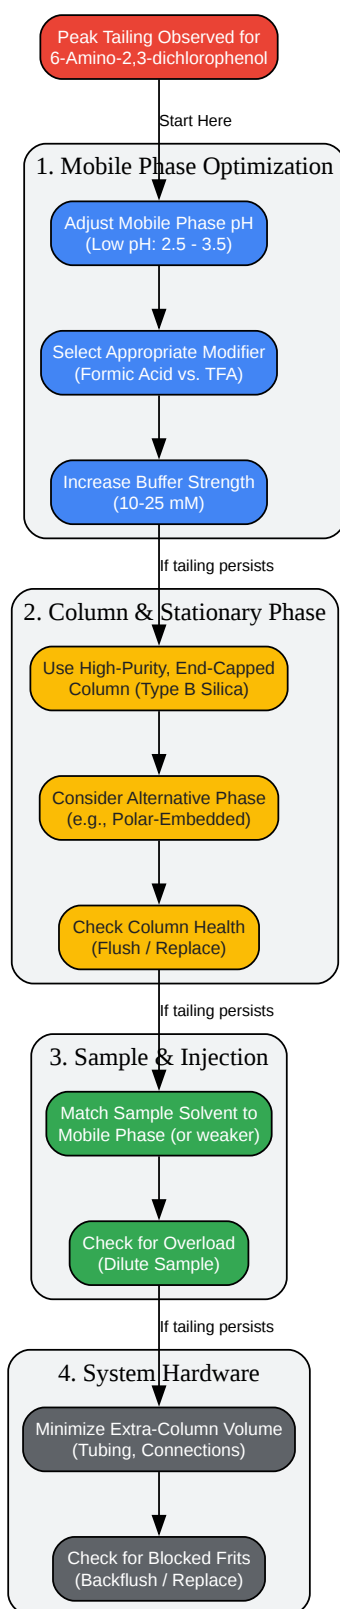 Peak Tailing Observed for
6-Amino-2,3-dichlorophenol
Start Here
1. Mobile Phase Optimization
Adjust Mobile Phase pH
(Low pH: 2.5 - 3.5)
Select Appropriate Modifier
(Formic Acid vs. TFA)
Increase Buffer Strength
(10-25 mM)
If tailing persists
2. Column & Stationary Phase
Use High-Purity, End-Capped
Column (Type B Silica)
Consider Alternative Phase
(e.g., Polar-Embedded)
Check Column Health
(Flush / Replace)
If tailing persists
3. Sample & Injection
Match Sample Solvent to
Mobile Phase (or weaker)
Check for Overload
(Dilute Sample)
If tailing persists
4. System Hardware
Minimize Extra-Column Volume
(Tubing, Connections)
Check for Blocked Frits
(Backflush / Replace)